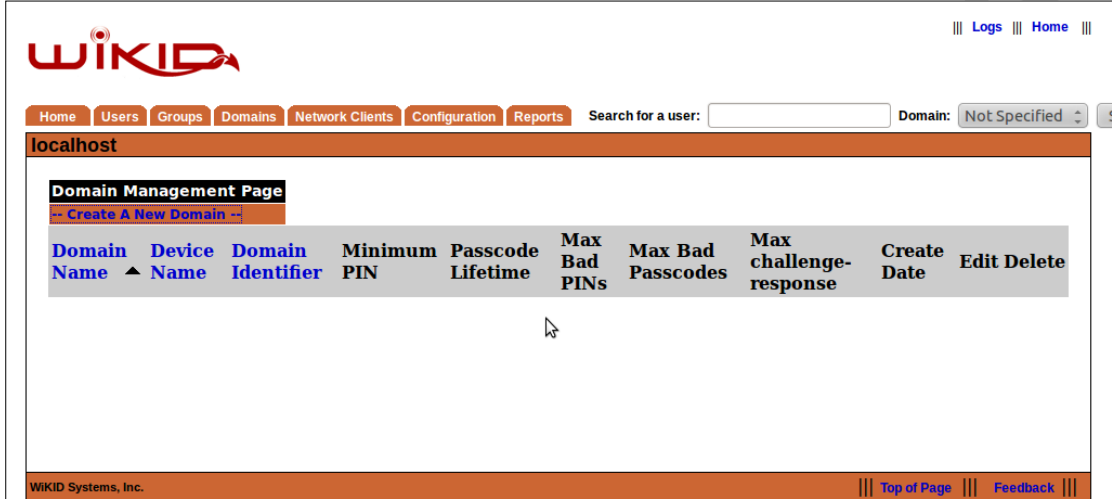 ||| Logs ||| Home |||
WiKID
Home Users Groups Domains Network Clients Configuration Reports Search for a user: Domain: Not Specified
localhost
Domain Management Page
-- Create A New Domain --
Domain Name Device Name Domain Identifier Minimum PIN Passcode Lifetime Max Bad PINs Max Bad Passcodes Max challenge-response Create Date Edit Delete
WiKID Systems, Inc. ||| Top of Page ||| Feedback |||